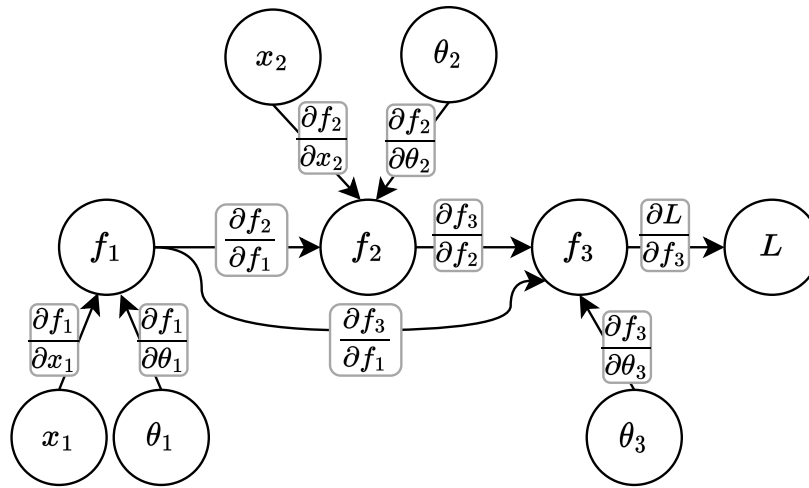 x₂
θ₂
∂f₂/∂x₂
∂f₂/∂θ₂
f₁
∂f₂/∂f₁
f₂
∂f₃/∂f₂
f₃
∂L/∂f₃
L
∂f₁/∂x₁
∂f₁/∂θ₁
∂f₃/∂f₁
∂f₃/∂θ₃
x₁
θ₁
θ₃